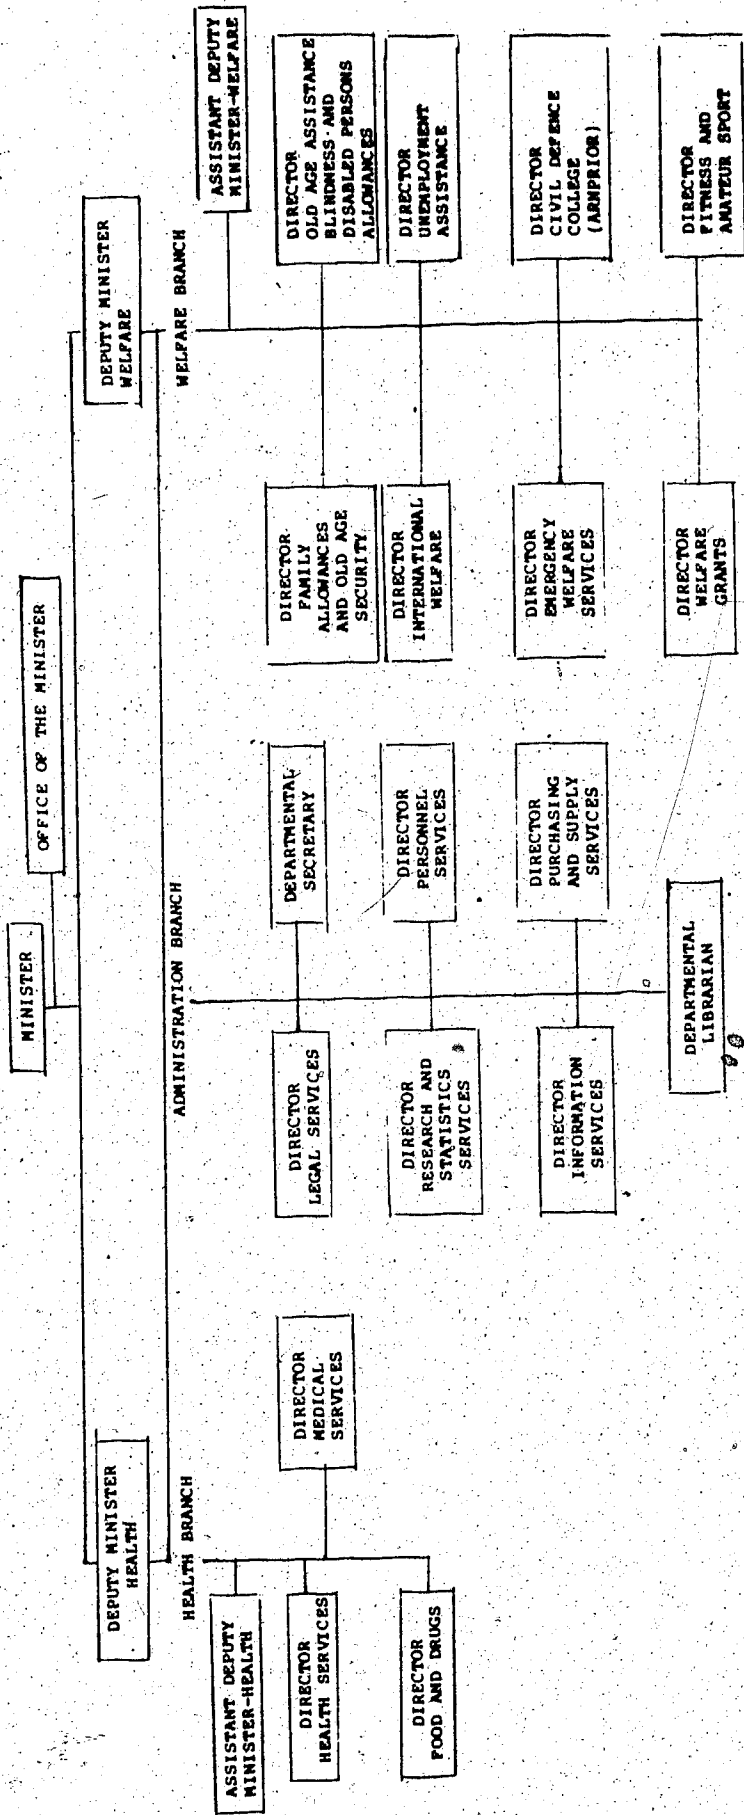 MINISTER
OFFICE OF THE MINISTER
DEPUTY MINISTER
HEALTH
DEPUTY MINISTER
WELFARE
HEALTH BRANCH
ADMINISTRATION BRANCH
WELFARE BRANCH
ASSISTANT DEPUTY
MINISTER-HEALTH
DIRECTOR
HEALTH SERVICES
DIRECTOR
MEDICAL
SERVICES
DIRECTOR
FOOD AND DRUGS
DIRECTOR
LEGAL SERVICES
DEPARTMENTAL
SECRETARY
DIRECTOR
RESEARCH AND
STATISTICS
SERVICES
DIRECTOR
PERSONNEL
SERVICES
DIRECTOR
INFORMATION
SERVICES
DIRECTOR
PURCHASING
AND SUPPLY
SERVICES
DEPARTMENTAL
LIBRARIAN
ASSISTANT DEPUTY
MINISTER-WELFARE
DIRECTOR
FAMILY
ALLOWANCES
AND OLD AGE
SECURITY
DIRECTOR
OLD AGE ASSISTANCE
BLINDNESS AND
DISABLED PERSONS
ALLOWANCES
DIRECTOR
INTERNATIONAL
WELFARE
DIRECTOR
UNEMPLOYMENT
ASSISTANCE
DIRECTOR
EMERGENCY
WELFARE
SERVICES
DIRECTOR
CIVIL DEFENCE
COLLEGE
(ARNPRIOR)
DIRECTOR
WELFARE
GRANTS
DIRECTOR
FITNESS AND
AMATEUR SPORT